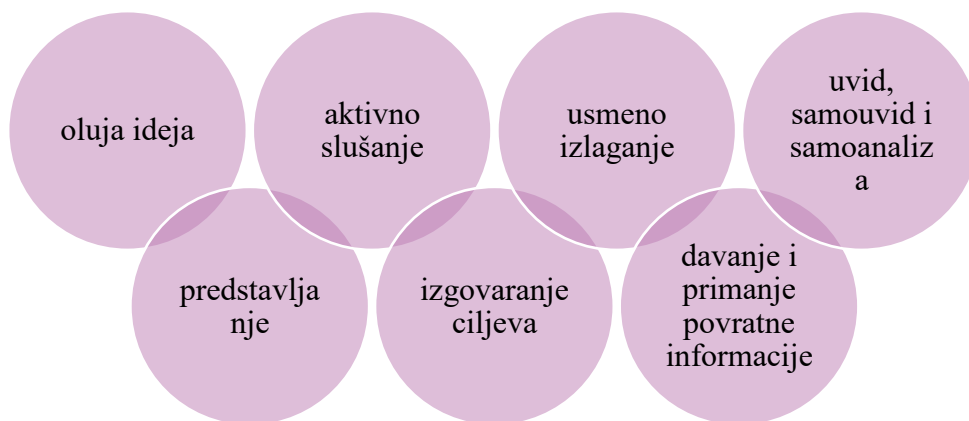 oluja ideja
aktivno
slušanje
usmeno
izlaganje
uvid,
samouvid i
samoanaliz
a
predstavlja
nje
izgovaranje
ciljeva
davanje i
primanje
povratne
informacije